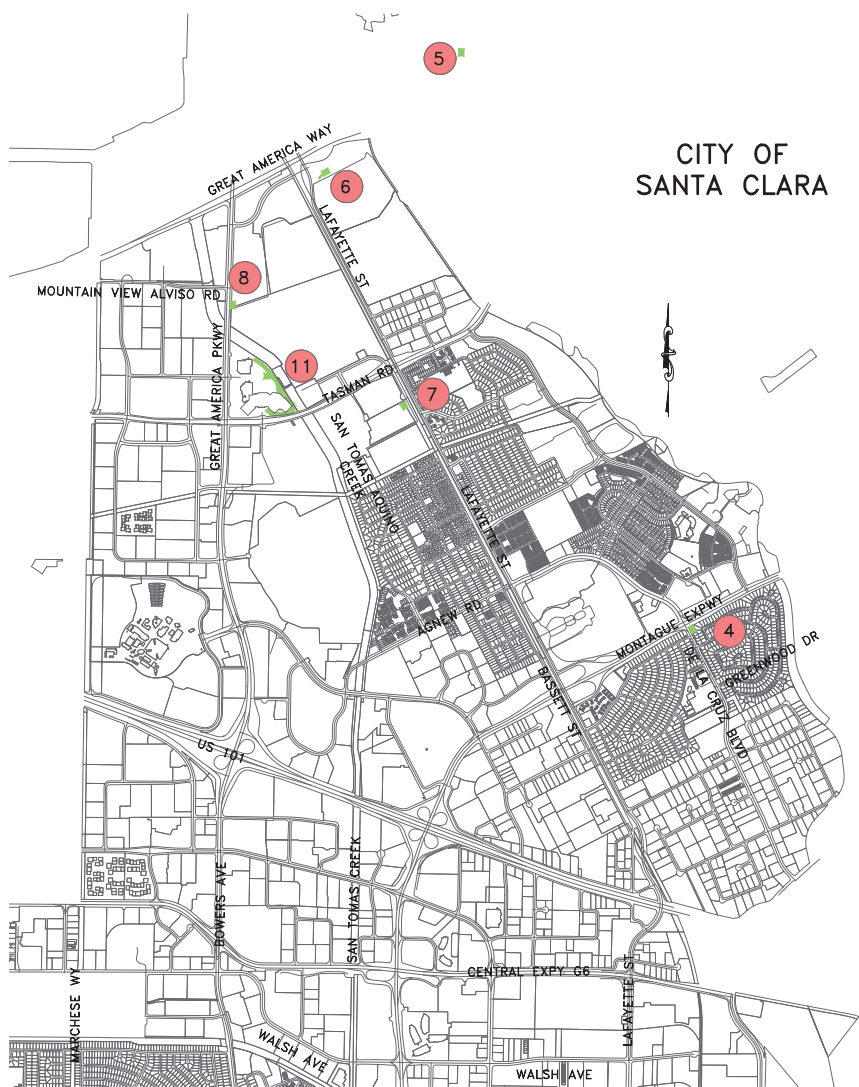 5
GREAT AMERICA WAY
CITY OF
SANTA CLARA
6
LAFAYETTE ST
8
MOUNTAIN VIEW ALVISO RD
GREAT AMERICA PKWY
11
TASMAN RD
7
SAN TOMAS AQUINO
CREEK
LAFAYETTE ST
AGNEW RD
MONTAGUE EXPWY
4
GREENWOOD DR
DE LA CRUZ BLVD
BASSETT ST
US 101
BOWERS AVE
SAN TOMAS CREEK
CENTRAL EXPY G6
LAFAYETTE ST
MARCHESE WY
WALSH AVE
WALSH AVE